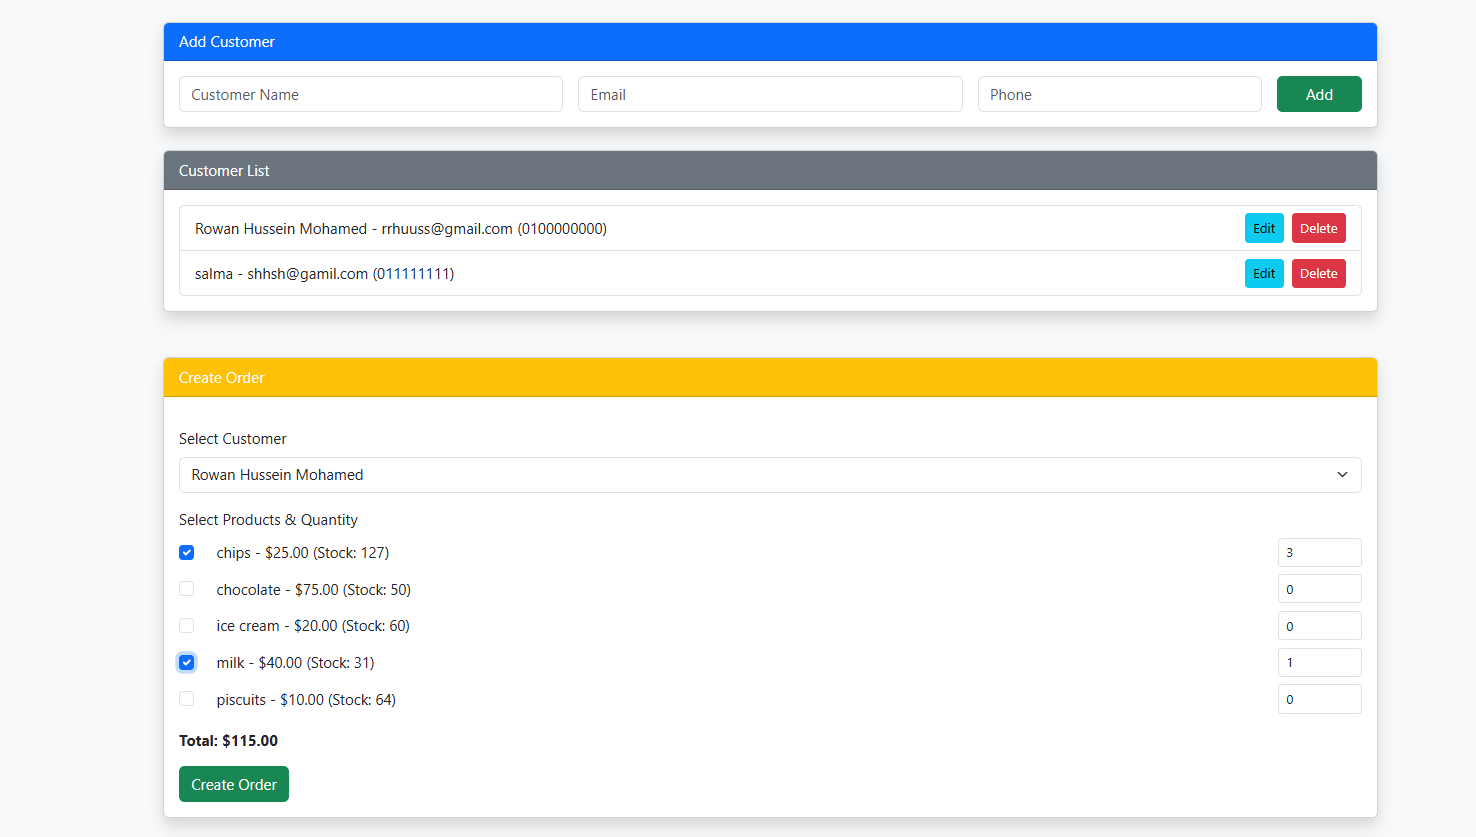 Add Customer
Customer Name Email Phone Add
Customer List
Rowan Hussein Mohamed - rrhuuss@gmail.com (0100000000) Edit Delete
salma - shhsh@gamil.com (011111111) Edit Delete
Create Order
Select Customer
Rowan Hussein Mohamed
Select Products & Quantity
chips - $25.00 (Stock: 127) 3
chocolate - $75.00 (Stock: 50) 0
ice cream - $20.00 (Stock: 60) 0
milk - $40.00 (Stock: 31) 1
piscuits - $10.00 (Stock: 64) 0
Total: $115.00
Create Order